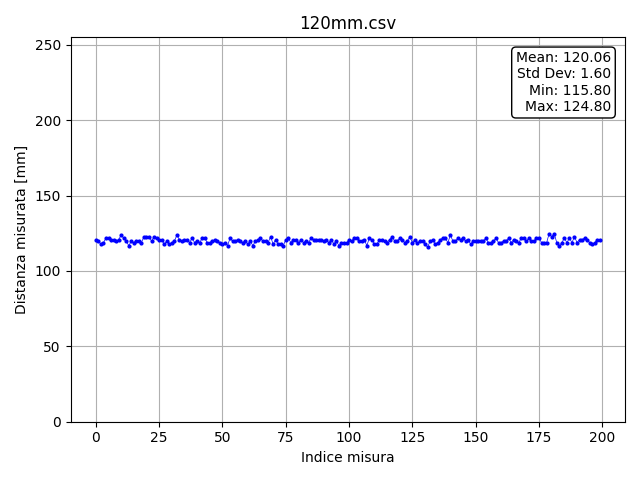 120mm.csv
Mean: 120.06
Std Dev: 1.60
Min: 115.80
Max: 124.80
Distanza misurata [mm]
250
200
150
100
50
0
0 25 50 75 100 125 150 175 200
Indice misura